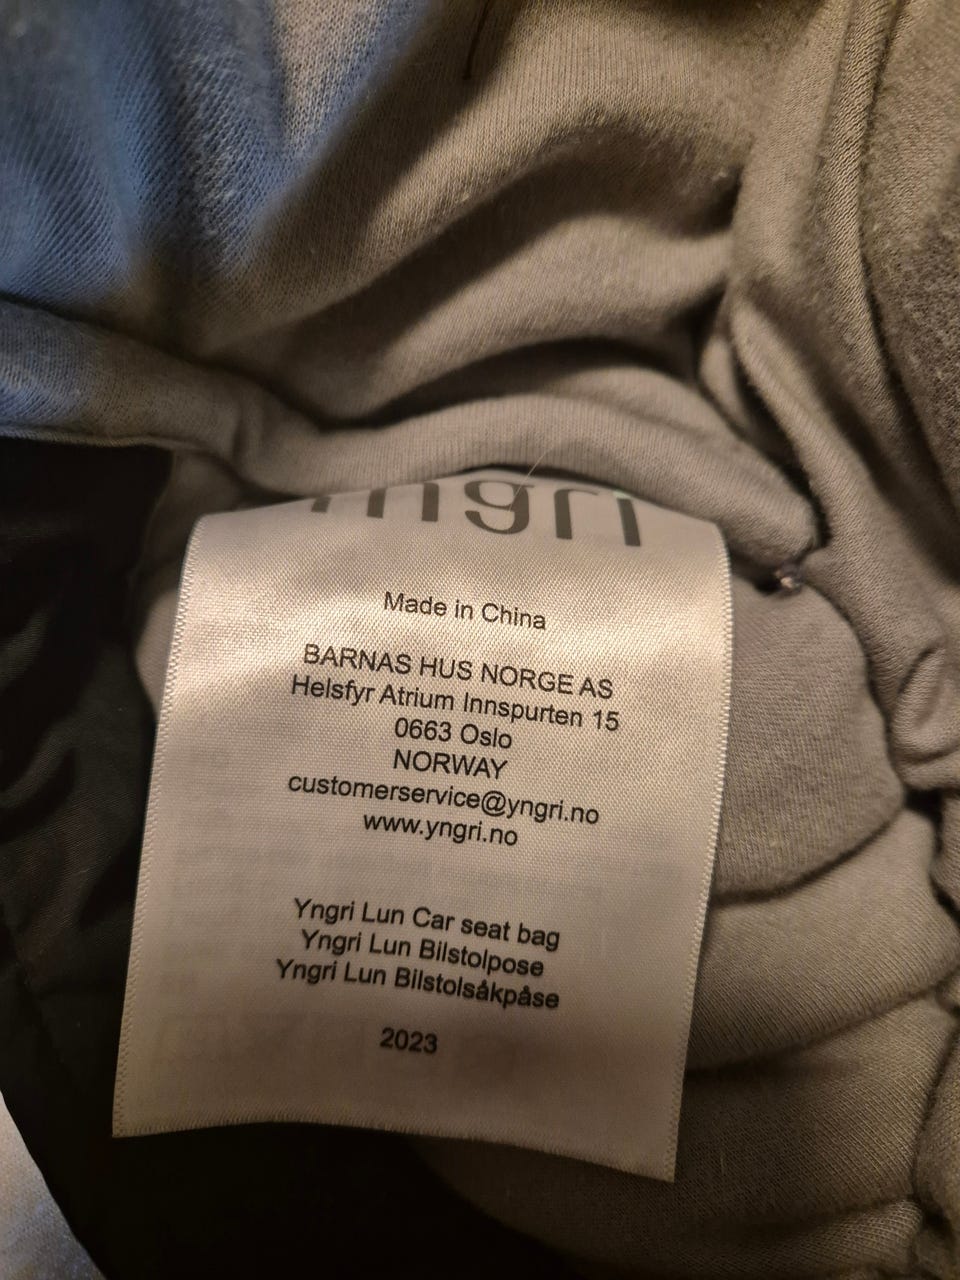 yngri
Made in China
BARNAS HUS NORGE AS
Helsfyr Atrium Innspurten 15
0663 Oslo
NORWAY
customerservice@yngri.no
www.yngri.no
Yngri Lun Car seat bag
Yngri Lun Bilstolpose
Yngri Lun Bilstolsåkpåse
2023